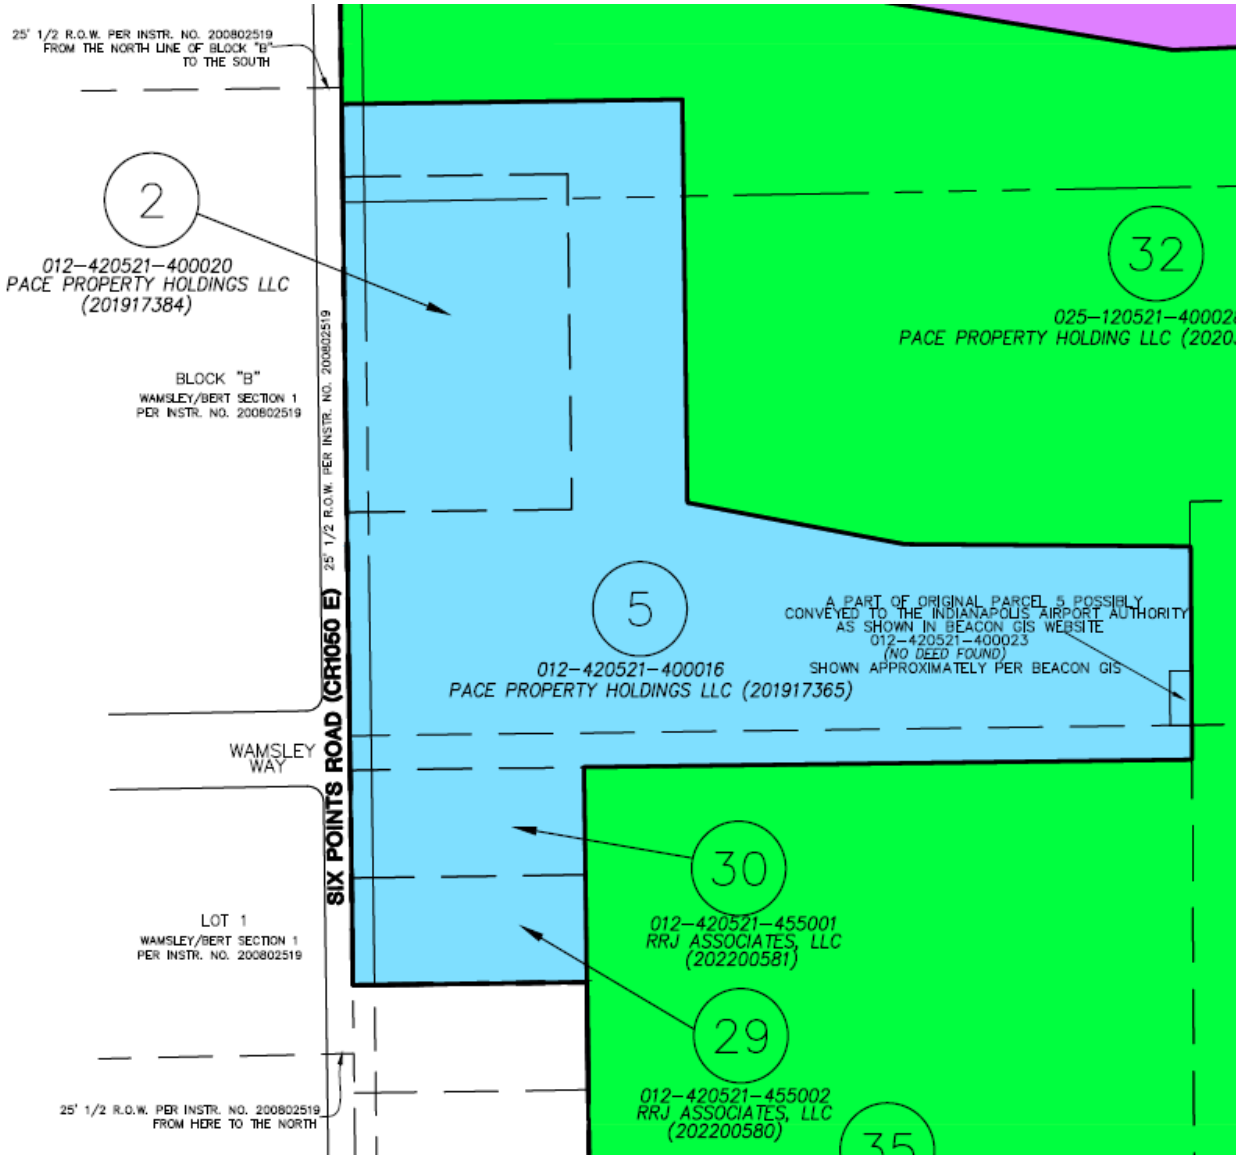 25' 1/2 R.O.W. PER INSTR. NO. 200802519
FROM THE NORTH LINE OF BLOCK "B"
TO THE SOUTH
2
012-420521-400020
PACE PROPERTY HOLDINGS LLC
(201917384)
BLOCK "B"
WAMSLEY/BERT SECTION 1
PER INSTR. NO. 200802519
25' 1/2 R.O.W. PER INSTR. NO. 200802519
SIX POINTS ROAD (CR1050 E)
32
025-120521-40002
PACE PROPERTY HOLDING LLC (2020
5
012-420521-400016
PACE PROPERTY HOLDINGS LLC (201917365)
A PART OF ORIGINAL PARCEL 5 POSSIBLY
CONVEYED TO THE INDIANAPOLIS AIRPORT AUTHORITY
AS SHOWN IN BEACON GIS WEBSITE
012-420521-400023
(NO DEED FOUND)
SHOWN APPROXIMATELY PER BEACON GIS
WAMSLEY
WAY
30
012-420521-455001
RRJ ASSOCIATES, LLC
(202200581)
LOT 1
WAMSLEY/BERT SECTION 1
PER INSTR. NO. 200802519
29
012-420521-455002
RRJ ASSOCIATES, LLC
(202200580)
25' 1/2 R.O.W. PER INSTR. NO. 200802519
FROM HERE TO THE NORTH
35